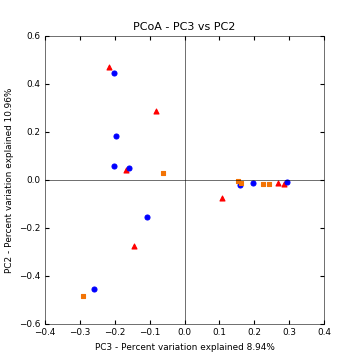 PCoA - PC3 vs PC2
0.6
0.4
0.2
0.0
−0.2
−0.4
−0.6
PC2 - Percent variation explained 10.96%
−0.4 −0.3 −0.2 −0.1 0.0 0.1 0.2 0.3 0.4
PC3 - Percent variation explained 8.94%